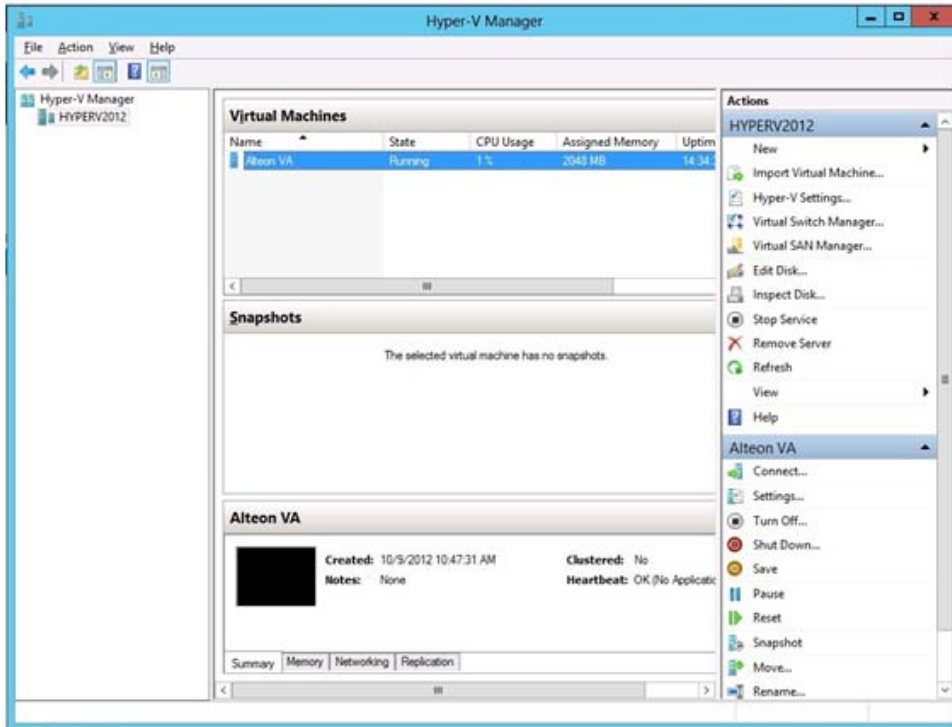 Hyper-V Manager
File Action View Help
Hyper-V Manager
HYPERV2012
Virtual Machines
Name State CPU Usage Assigned Memory Uptim
Alteon VA Running 1 % 2048 MB 14:34:
Snapshots
The selected virtual machine has no snapshots.
Alteon VA
Created: 10/9/2012 10:47:31 AM Clustered: No
Notes: None Heartbeat: OK (No Applicatic
Summary Memory Networking Replication
Actions
HYPERV2012
New
Import Virtual Machine...
Hyper-V Settings...
Virtual Switch Manager...
Virtual SAN Manager...
Edit Disk...
Inspect Disk...
Stop Service
Remove Server
Refresh
View
Help
Alteon VA
Connect...
Settings...
Turn Off...
Shut Down...
Save
Pause
Reset
Snapshot
Move...
Rename...